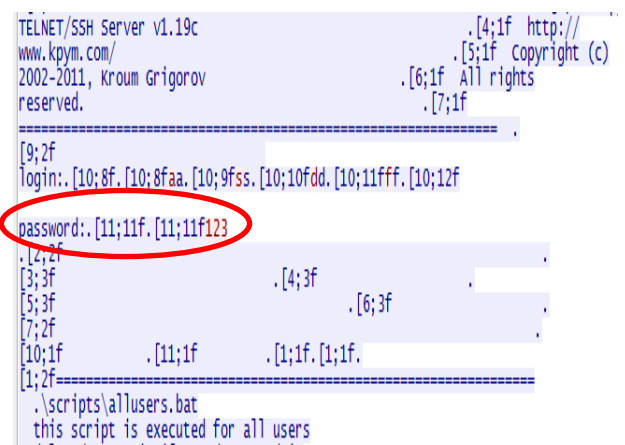 TELNET/SSH Server v1.19c .[4;1f http://
www.kpym.com/ .[5;1f Copyright (c)
2002-2011, Kroum Grigorov .[6;1f All rights
reserved. .[7;1f
================================================================ .
[9;2f
login:.[10;8f.[10;8faa.[10;9fss.[10;10fdd.[10;11fff.[10;12f
password:.[11;11f.[11;11f123
.[2;2f .
[3;3f .[4;3f .
[5;3f .[6;3f .
[7;2f .
[10;1f .[11;1f .[1;1f.[1;1f.
[1;2f================================================================
.\scripts\allusers.bat
this script is executed for all users